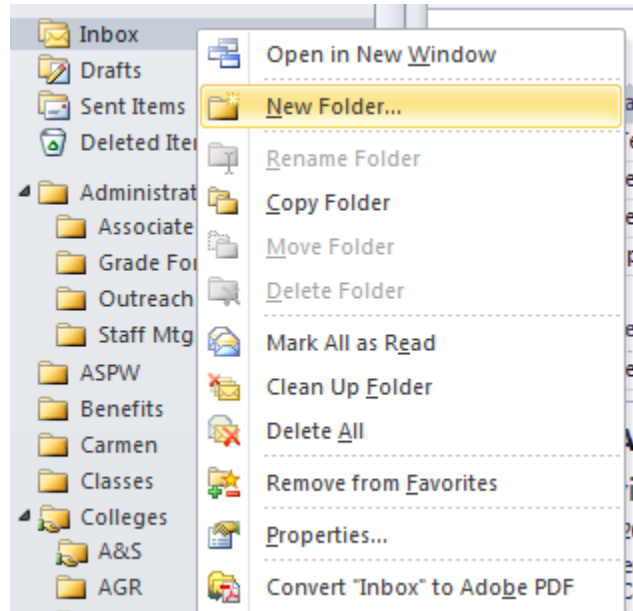 Inbox
Drafts
Sent Items
Deleted Ite
Administrat
Associate
Grade For
Outreach
Staff Mtg
ASPW
Benefits
Carmen
Classes
Colleges
A&S
AGR
Open in New Window
New Folder...
Rename Folder
Copy Folder
Move Folder
Delete Folder
Mark All as Read
Clean Up Folder
Delete All
Remove from Favorites
Properties...
Convert "Inbox" to Adobe PDF